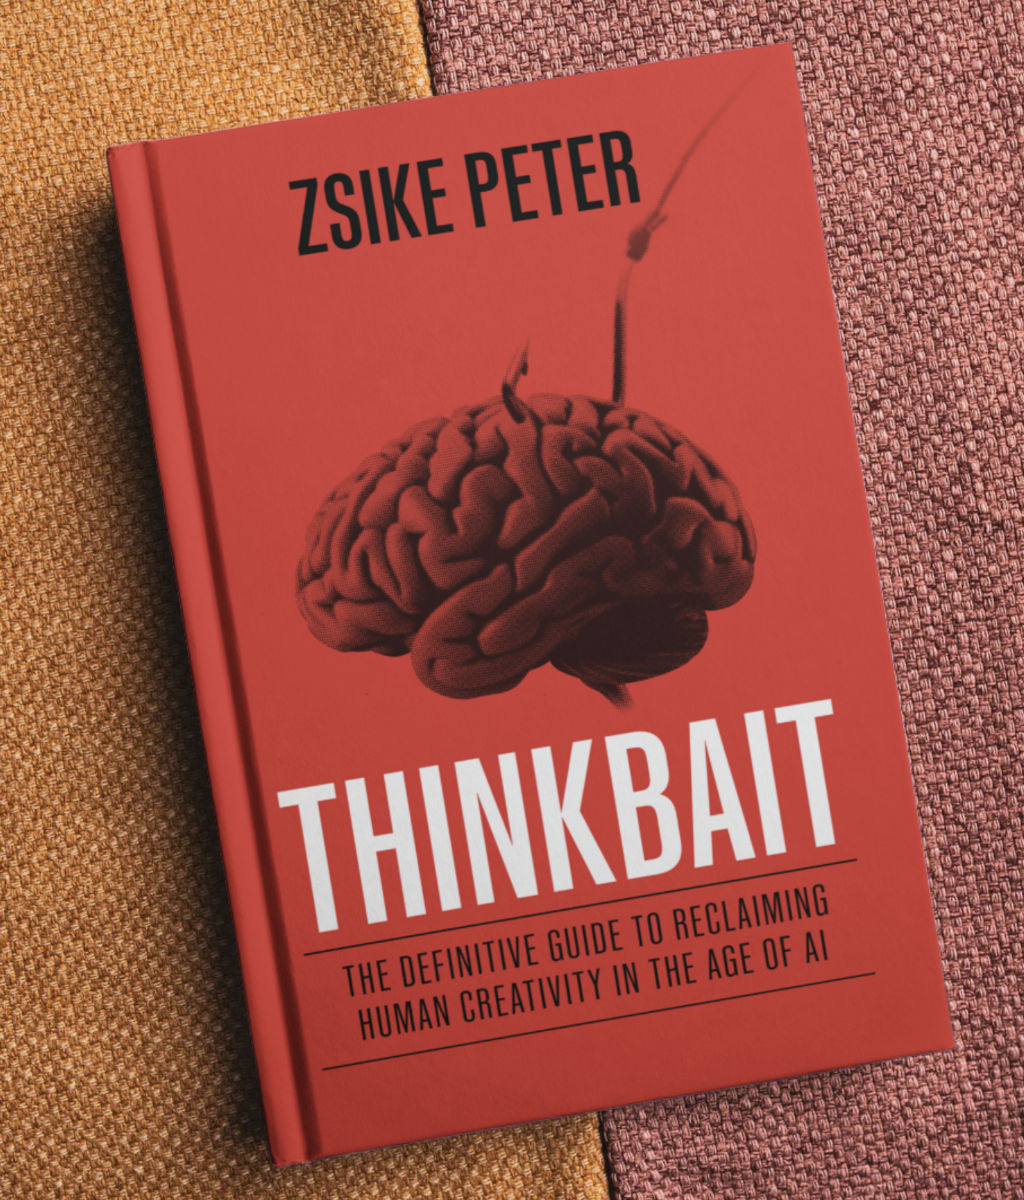 ZSIKE PETER
THINKBAIT
THE DEFINITIVE GUIDE TO RECLAIMING
HUMAN CREATIVITY IN THE AGE OF AI